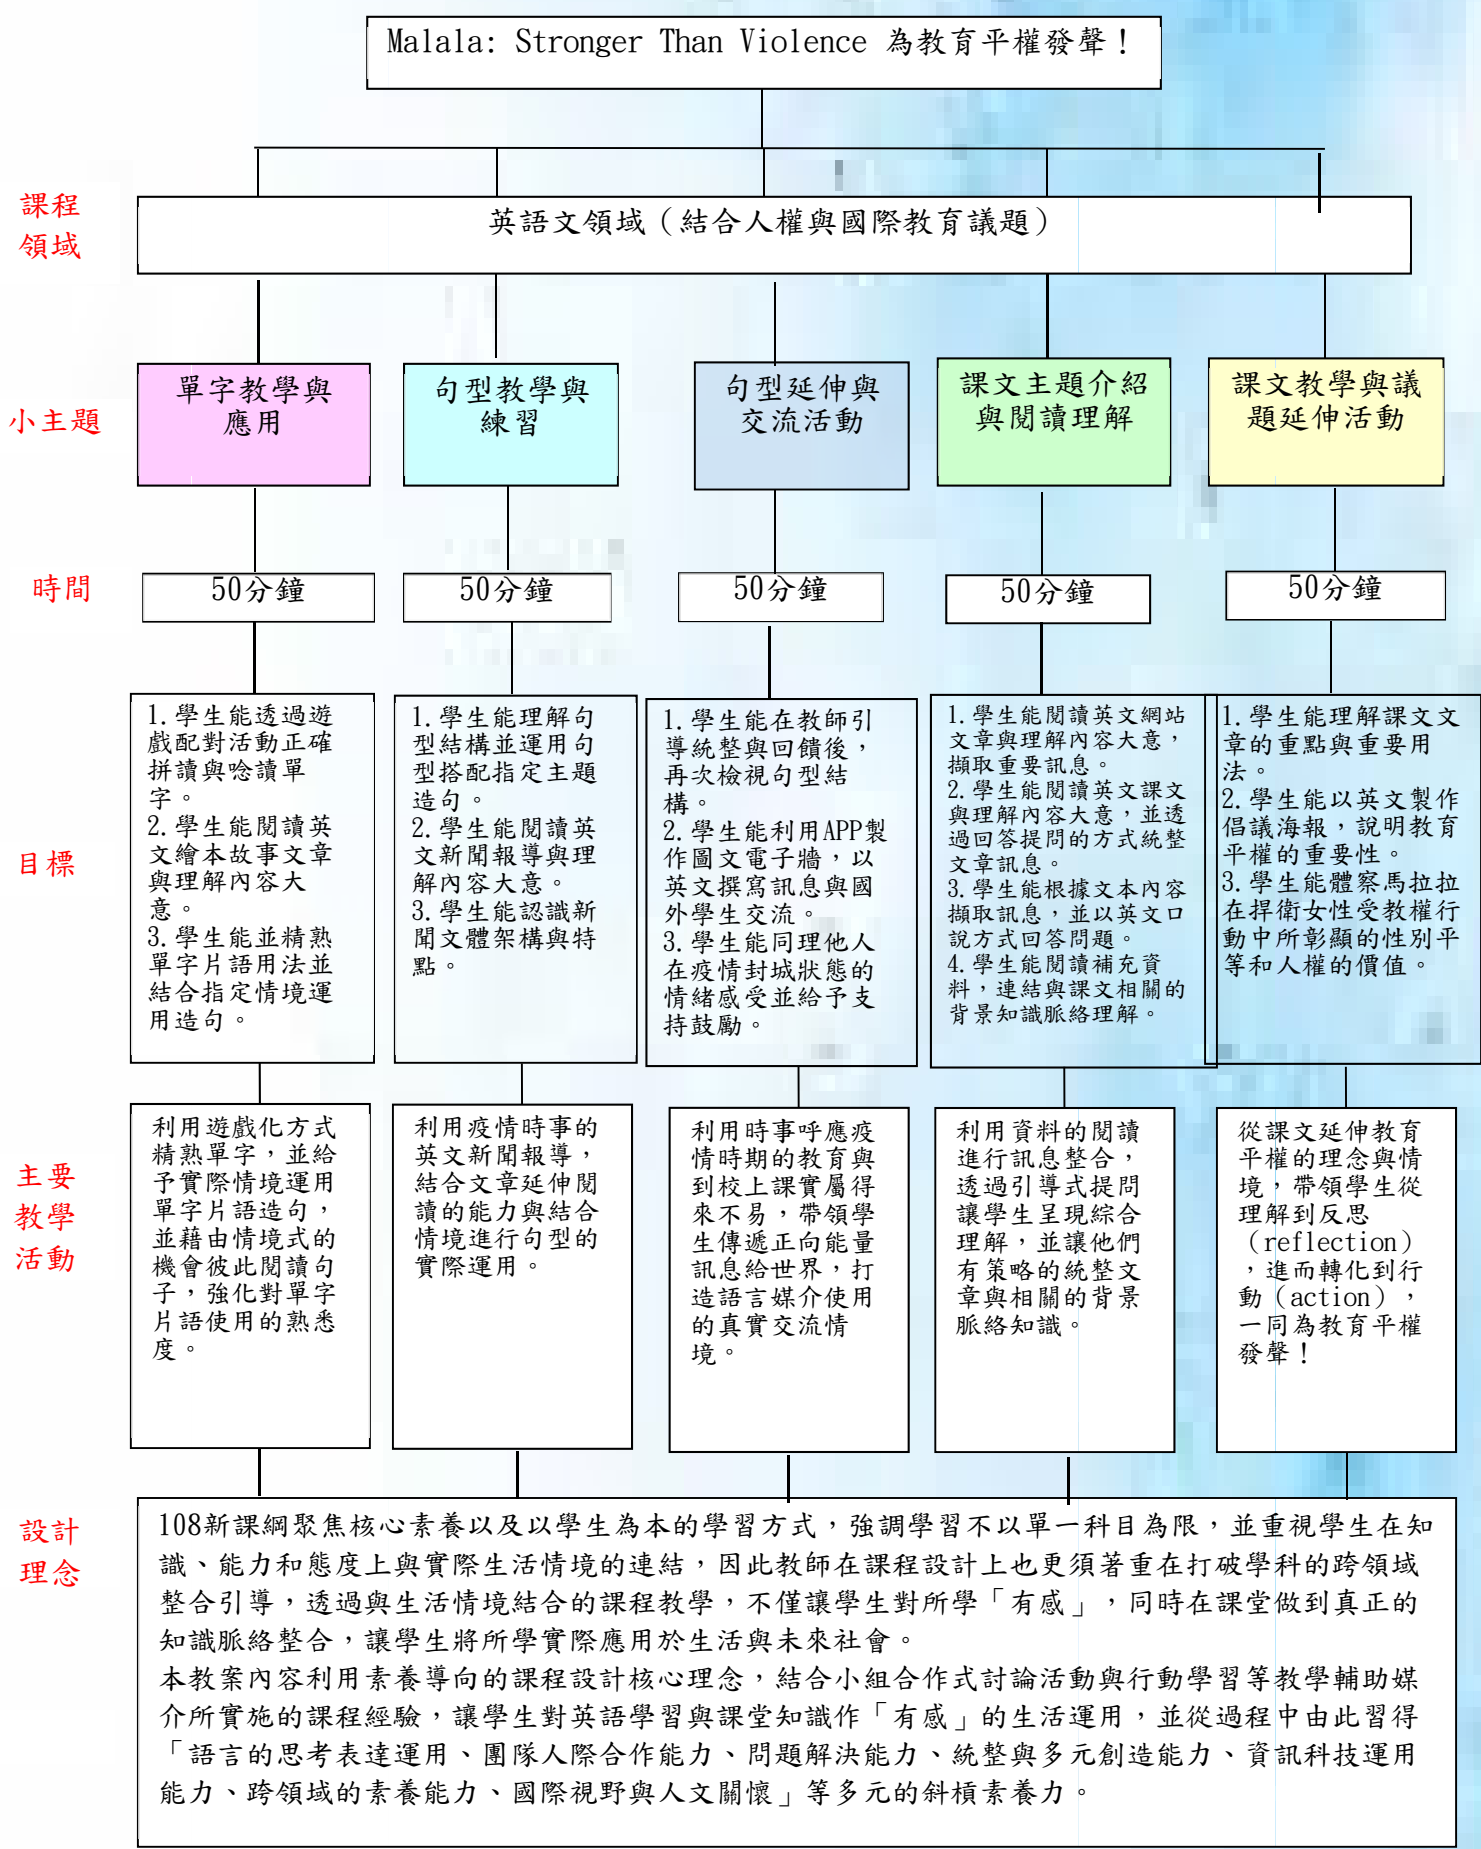 Malala: Stronger Than Violence 為教育平權發聲！
課程
領域
英語文領域（結合人權與國際教育議題）
小主題
單字教學與
應用
句型教學與
練習
句型延伸與
交流活動
課文主題介紹
與閱讀理解
課文教學與議
題延伸活動
時間
50分鐘
50分鐘
50分鐘
50分鐘
50分鐘
目標
1.學生能透過遊
戲配對活動正確
拼讀與唸讀單
字。
2.學生能閱讀英
文繪本故事文章
與理解內容大
意。
3.學生能並精熟
單字片語用法並
結合指定情境運
用造句。
1.學生能理解句
型結構並運用句
型搭配指定主題
造句。
2.學生能閱讀英
文新聞報導與理
解內容大意。
3.學生能認識新
聞文體架構與特
點。
1.學生能在教師引
導統整與回饋後，
再次檢視句型結
構。
2.學生能利用APP製
作圖文電子牆，以
英文撰寫訊息與國
外學生交流。
3.學生能同理他人
在疫情封城狀態的
情緒感受並給予支
持鼓勵。
1.學生能閱讀英文網站
文章與理解內容大意，
擷取重要訊息。
2.學生能閱讀英文課文
與理解內容大意，並透
過回答提問的方式統整
文章訊息。
3.學生能根據文本內容
擷取訊息，並以英文口
說方式回答問題。
4.學生能閱讀補充資
料，連結與課文相關的
背景知識脈絡理解。
1.學生能理解課文文
章的重點與重要用
法。
2.學生能以英文製作
倡議海報，說明教育
平權的重要性。
3.學生能體察馬拉拉
在捍衛女性受教權行
動中所彰顯的性別平
等和人權的價值。
主要
教學
活動
利用遊戲化方式
精熟單字，並給
予實際情境運用
單字片語造句，
並藉由情境式的
機會彼此閱讀句
子，強化對單字
片語使用的熟悉
度。
利用疫情時事的
英文新聞報導，
結合文章延伸閱
讀的能力與結合
情境進行句型的
實際運用。
利用時事呼應疫
情時期的教育與
到校上課實屬得
來不易，帶領學
生傳遞正向能量
訊息給世界，打
造語言媒介使用
的真實交流情
境。
利用資料的閱讀
進行訊息整合，
透過引導式提問
讓學生呈現綜合
理解，並讓他們
有策略的統整文
章與相關的背景
脈絡知識。
從課文延伸教育
平權的理念與情
境，帶領學生從
理解到反思
（reflection）
，進而轉化到行
動（action），
一同為教育平權
發聲！
設計
理念
108新課綱聚焦核心素養以及以學生為本的學習方式，強調學習不以單一科目為限，並重視學生在知
識、能力和態度上與實際生活情境的連結，因此教師在課程設計上也更須著重在打破學科的跨領域
整合引導，透過與生活情境結合的課程教學，不僅讓學生對所學「有感」，同時在課堂做到真正的
知識脈絡整合，讓學生將所學實際應用於生活與未來社會。
本教案內容利用素養導向的課程設計核心理念，結合小組合作式討論活動與行動學習等教學輔助媒
介所實施的課程經驗，讓學生對英語學習與課堂知識作「有感」的生活運用，並從過程中由此習得
「語言的思考表達運用、團隊人際合作能力、問題解決能力、統整與多元創造能力、資訊科技運用
能力、跨領域的素養能力、國際視野與人文關懷」等多元的斜槓素養力。